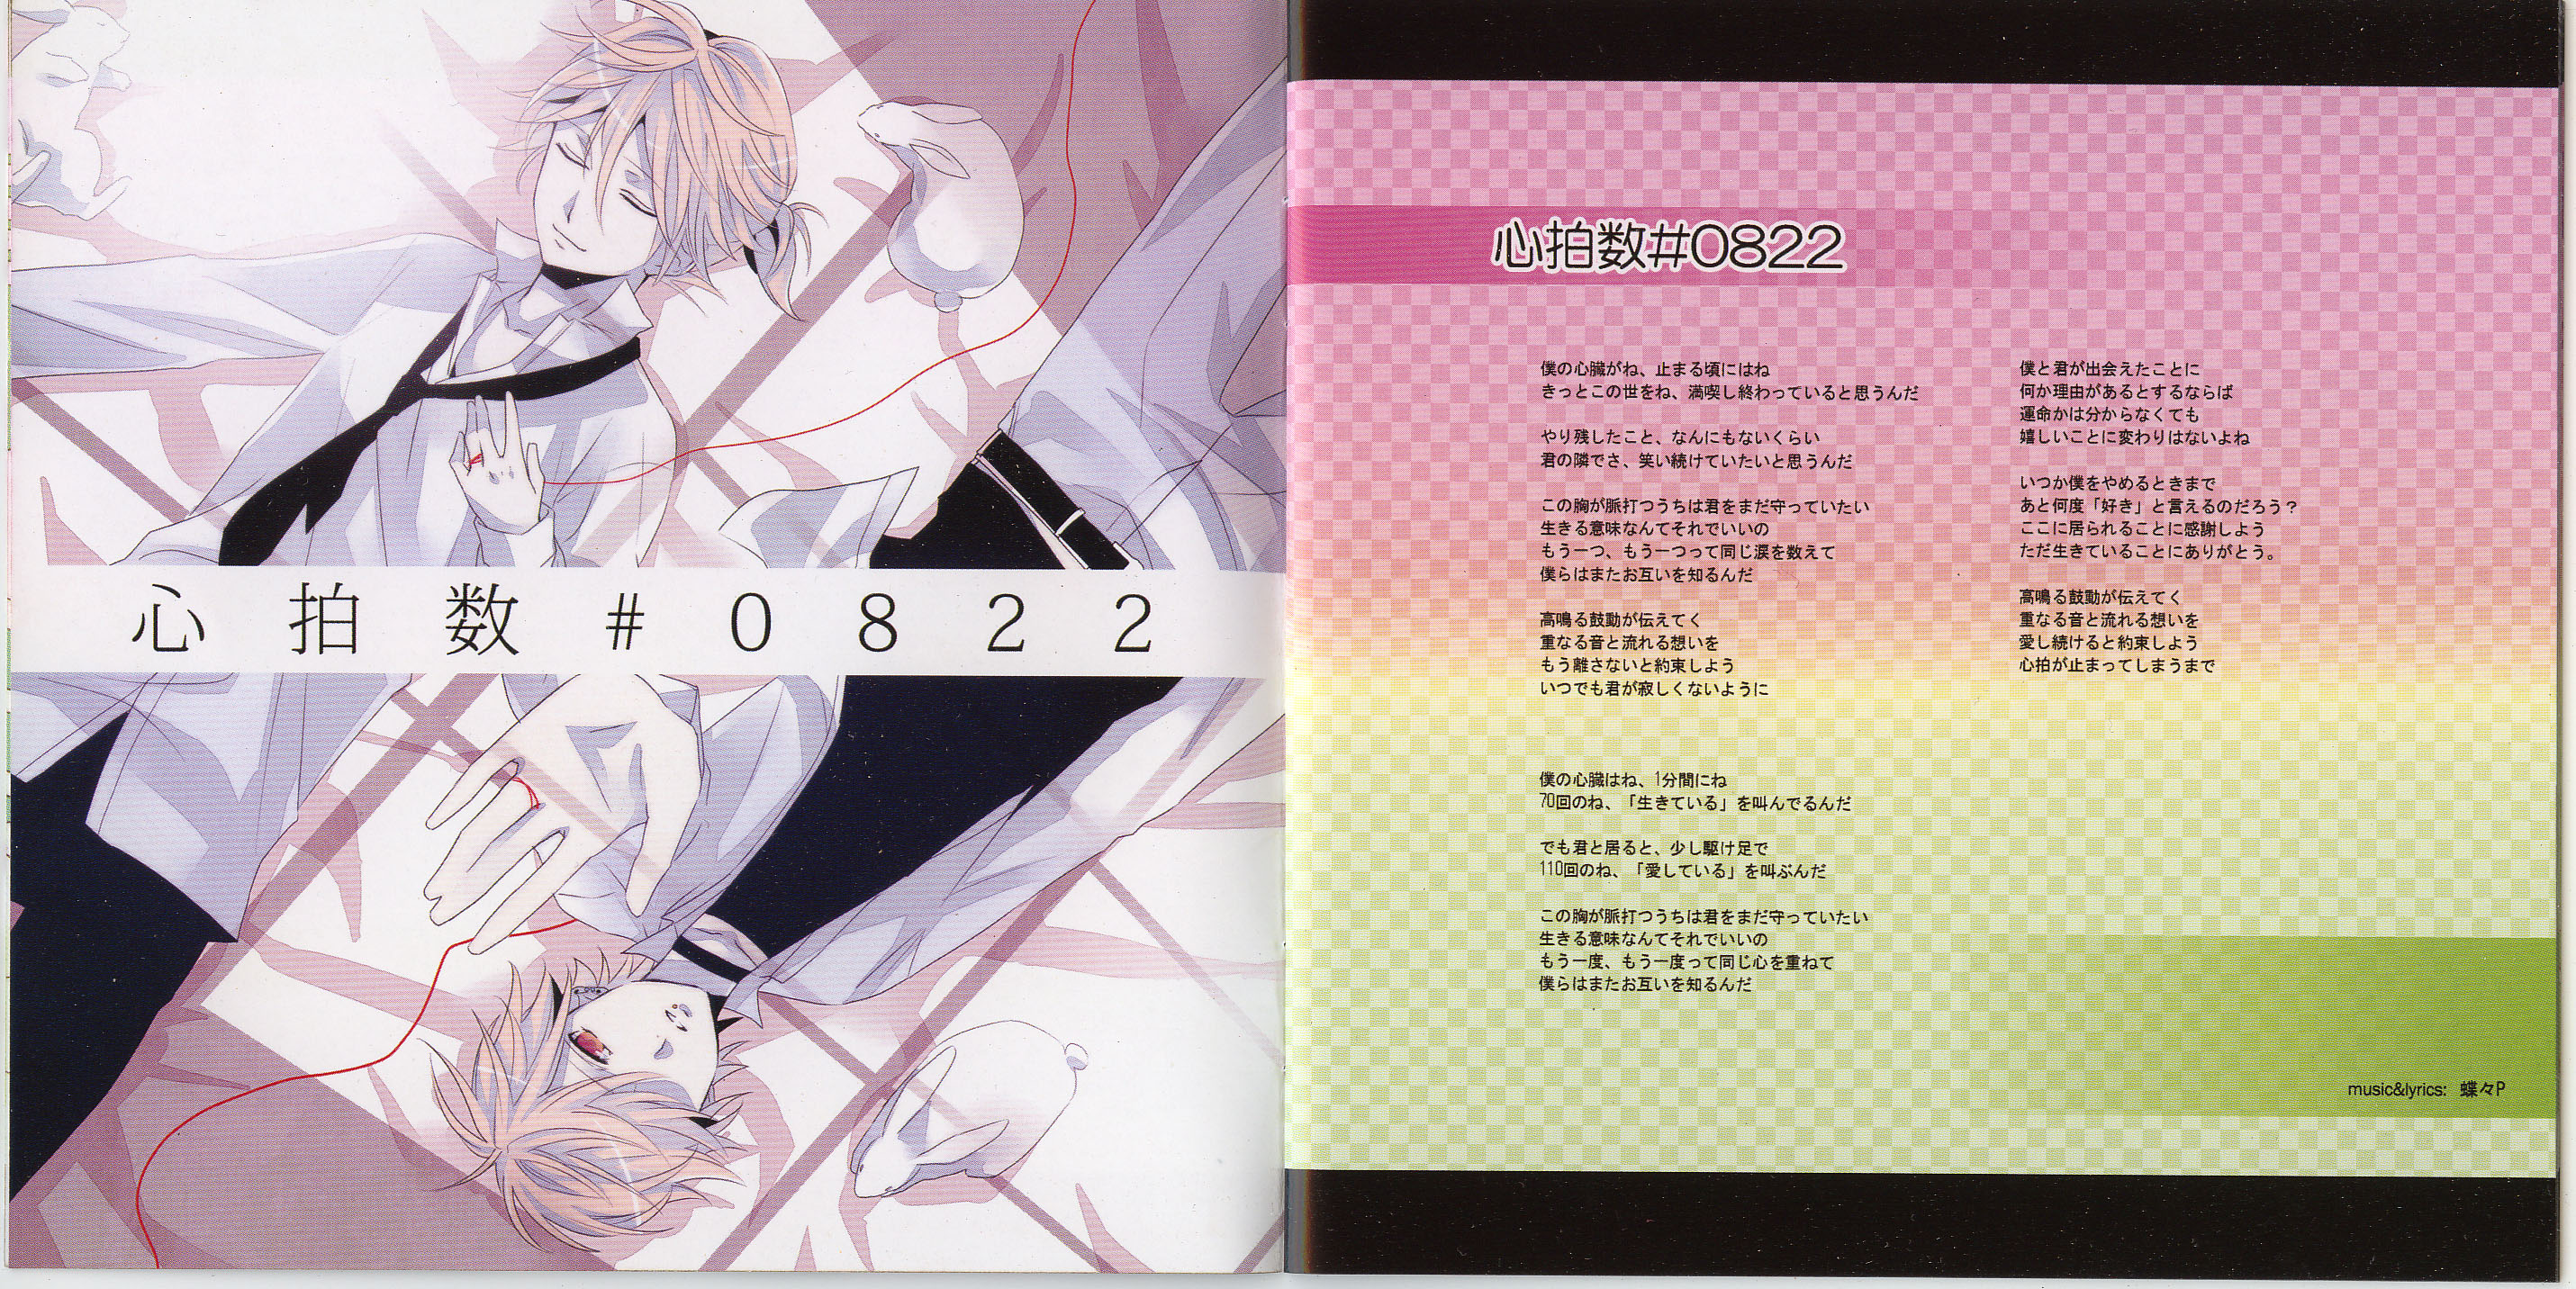 心拍数#0822
心拍数#0822
僕の心臓がね、止まる頃にはね
きっとこの世をね、満喫し終わっていると思うんだ
やり残したこと、なんにもないくらい
君の隣でさ、笑い続けていたいと思うんだ
この胸が脈打つうちは君をまだ守っていたい
生きる意味なんてそれでいいの
もう一つ、もう一つって同じ涙を数えて
僕らはまたお互いを知るんだ
高鳴る鼓動が伝えてく
重なる音と流れる想いを
もう離さないと約束しよう
いつでも君が寂しくないように
僕の心臓はね、1分間にね
70回のね、「生きている」を叫んでるんだ
でも君と居ると、少し駆け足で
110回のね、「愛している」を叫ぶんだ
この胸が脈打つうちは君をまだ守っていたい
生きる意味なんてそれでいいの
もう一度、もう一度って同じ心を重ねて
僕らはまたお互いを知るんだ
僕と君が出会えたことに
何か理由があるとするならば
運命かは分からなくても
嬉しいことに変わりはないよね
いつか僕をやめるときまで
あと何度「好き」と言えるのだろう？
ここに居られることに感謝しよう
ただ生きていることにありがとう。
高鳴る鼓動が伝えてく
重なる音と流れる想いを
愛し続けると約束しよう
心拍が止まってしまうまで
music&lyrics: 蝶々P